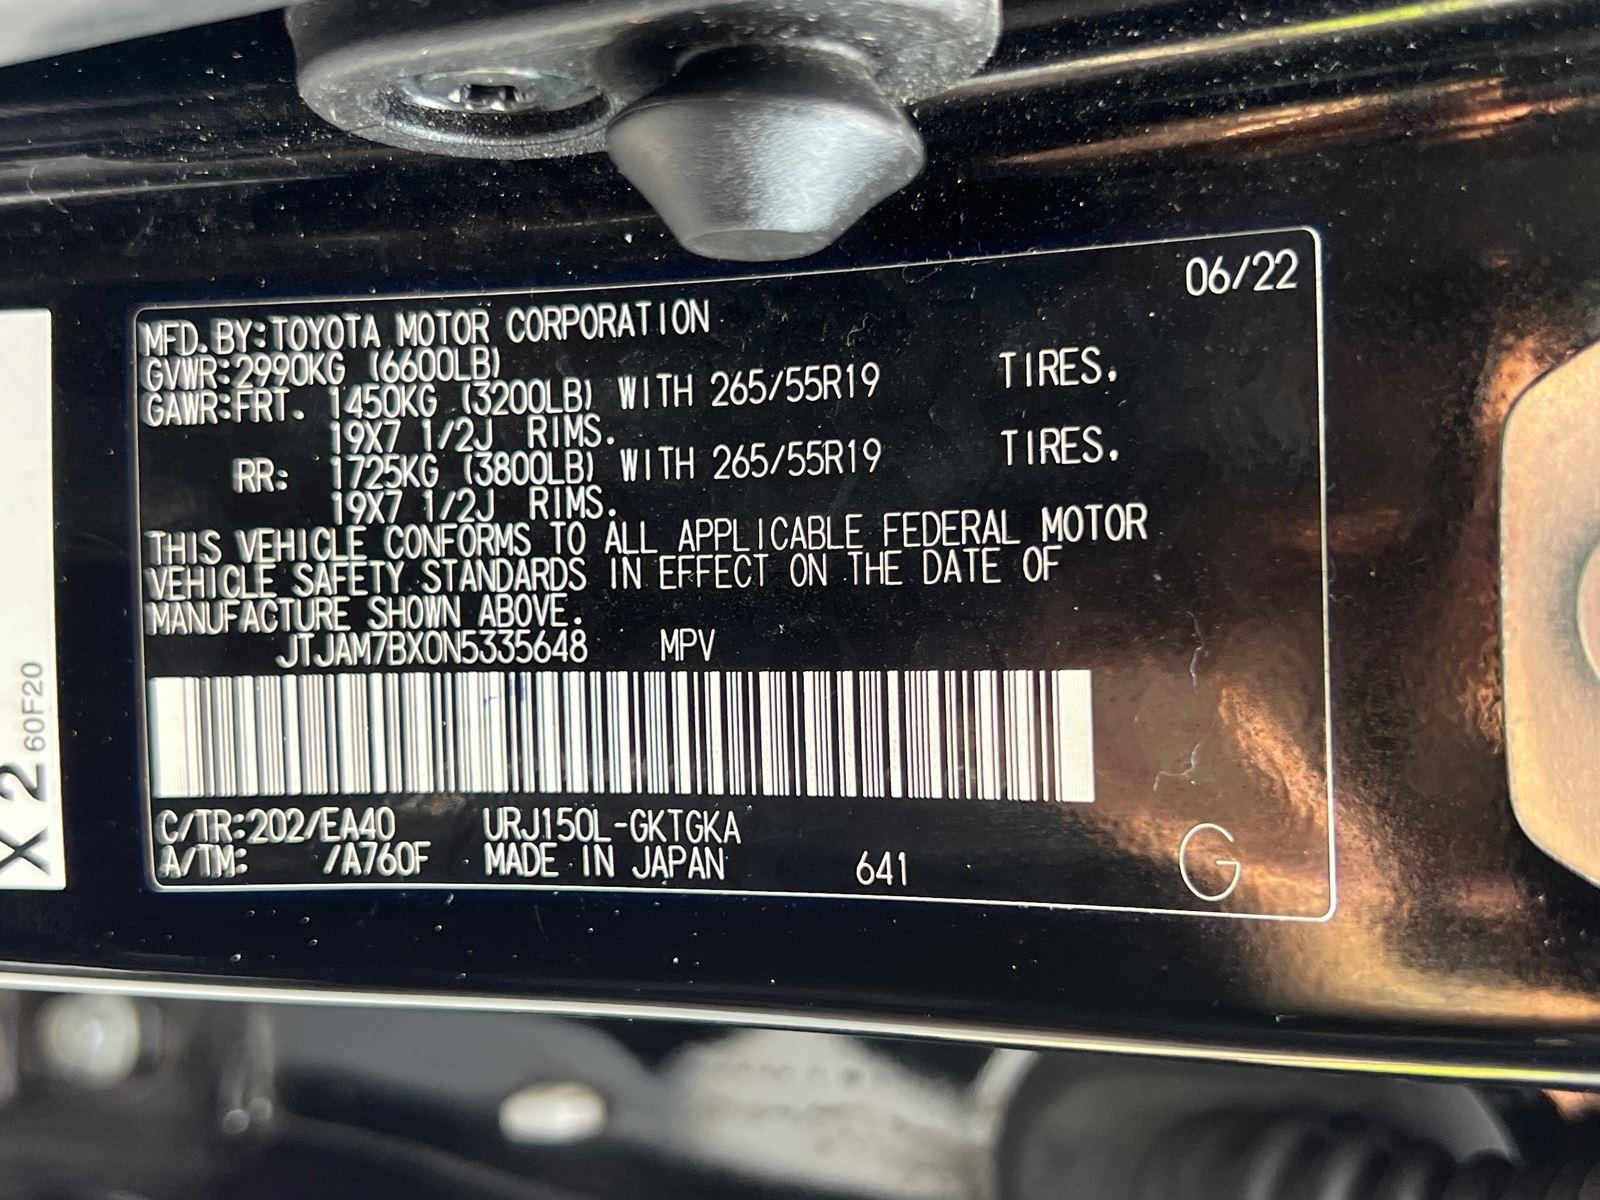 06/22
MFD.BY:TOYOTA MOTOR CORPORATION
GVWR:2990KG (6600LB)
GAWR:FRT. 1450KG (3200LB) WITH 265/55R19 TIRES.
19X7 1/2J RIMS.
RR: 1725KG (3800LB) WITH 265/55R19 TIRES.
19X7 1/2J RIMS.
THIS VEHICLE CONFORMS TO ALL APPLICABLE FEDERAL MOTOR
VEHICLE SAFETY STANDARDS IN EFFECT ON THE DATE OF
MANUFACTURE SHOWN ABOVE.
JTJAM7BX0N5335648 MPV
C/TR:202/EA40 URJ150L-GKTGKA
A/TM: /A760F MADE IN JAPAN 641 G
X2
60F20